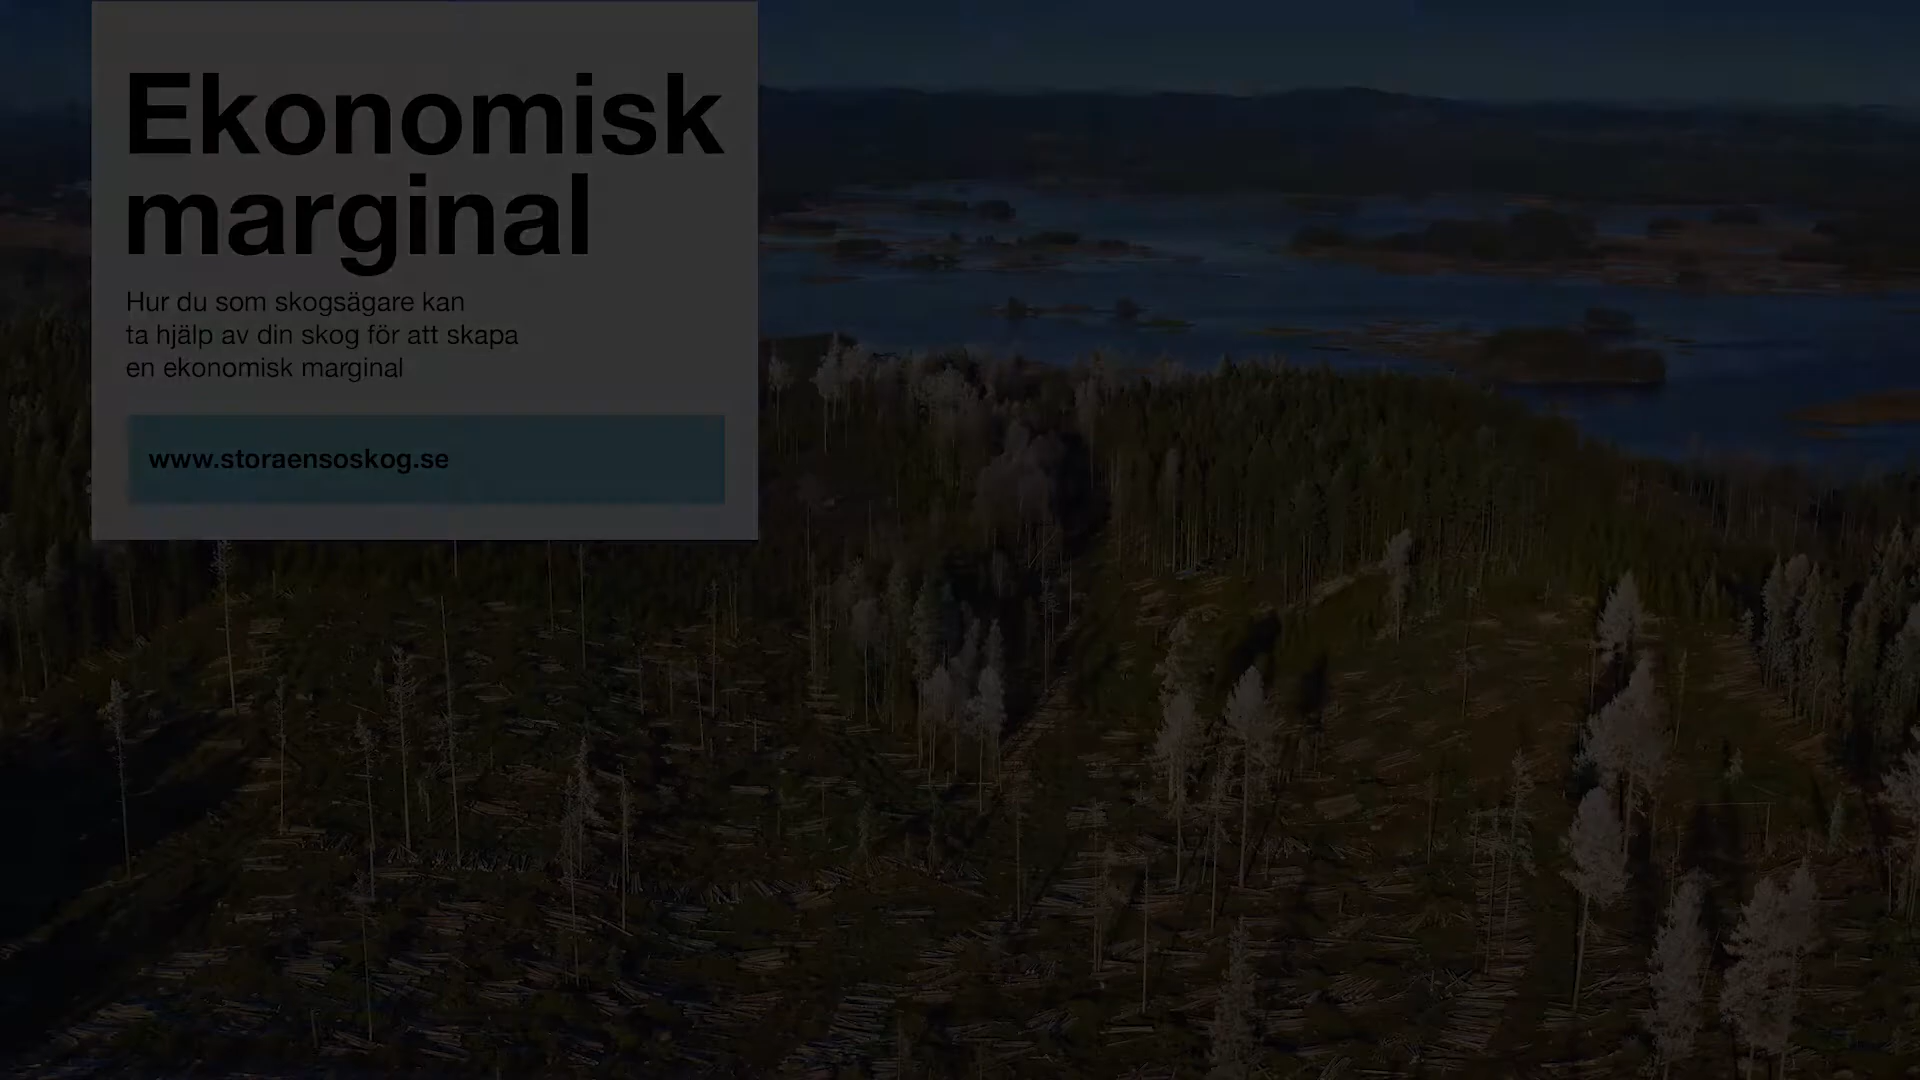 Ekonomisk
marginal
Hur du som skogsägare kan
ta hjälp av din skog för att skapa
en ekonomisk marginal
www.storaensoskog.se